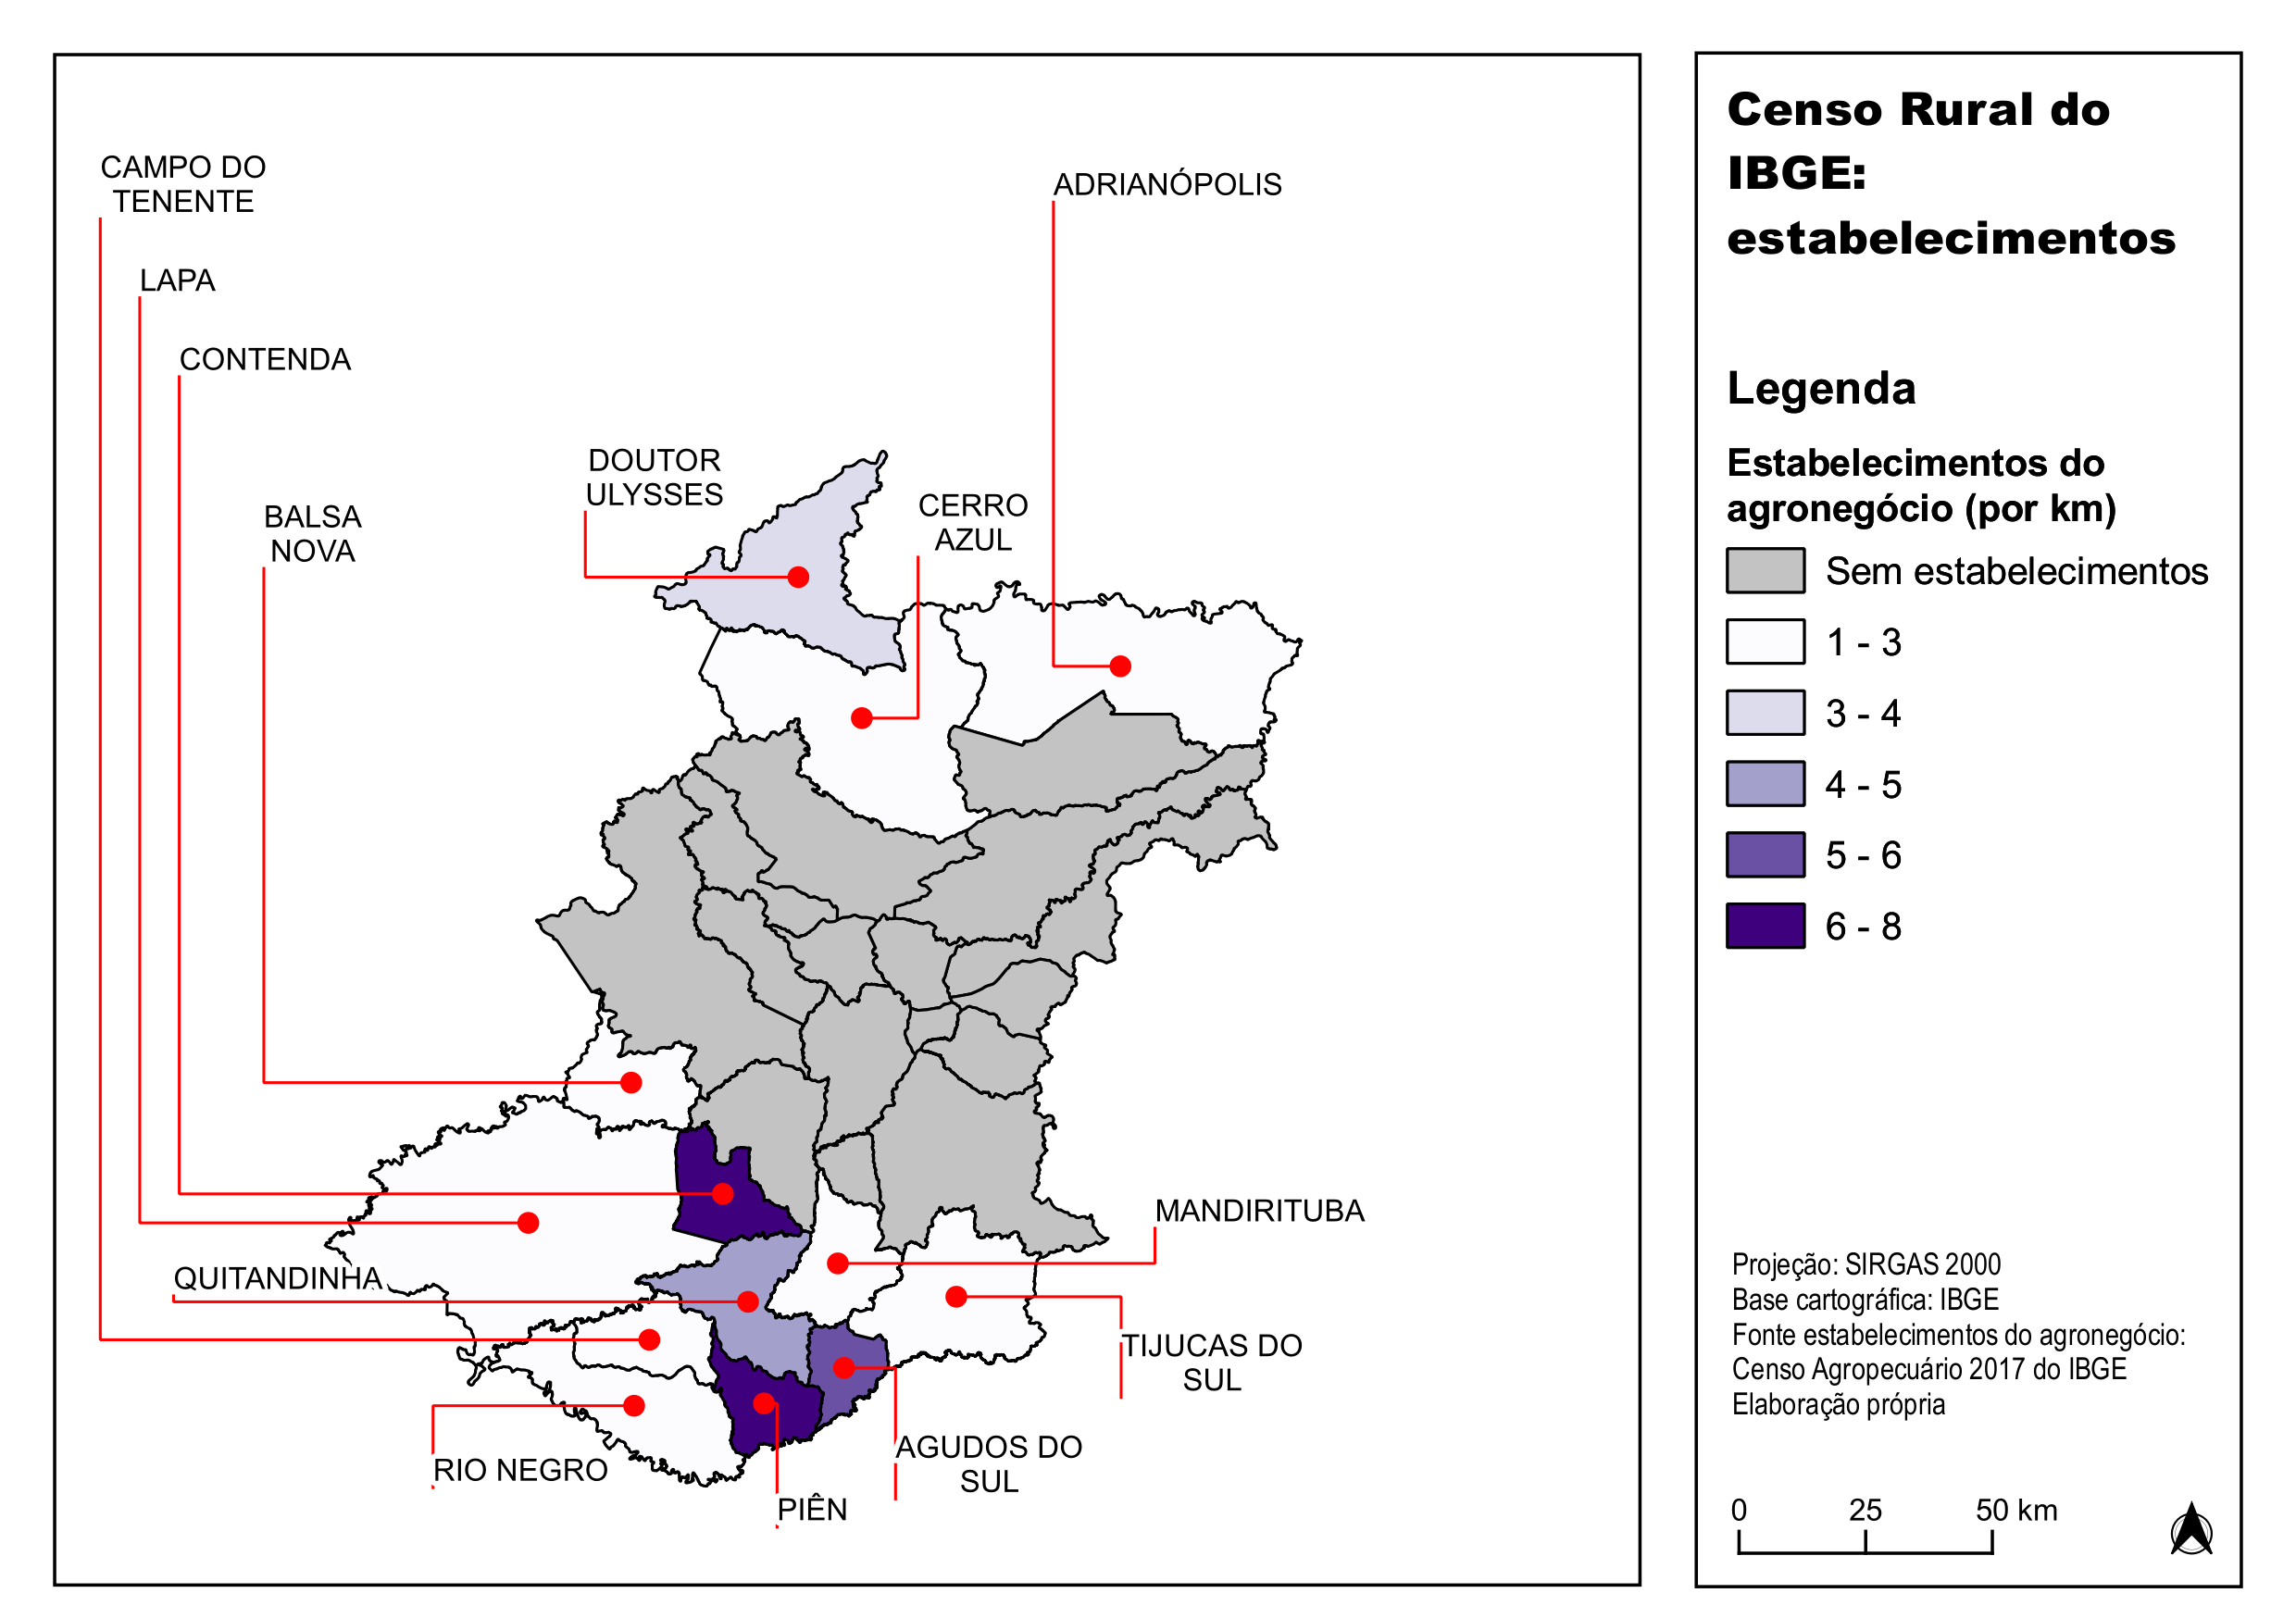 CAMPO DO
TENENTE
LAPA
CONTENDA
BALSA
NOVA
DOUTOR
ULYSSES
CERRO
AZUL
ADRIANÓPOLIS
QUITANDINHA
MANDIRITUBA
TIJUCAS DO
SUL
AGUDOS DO
SUL
RIO NEGRO
PIÊN
Censo Rural do
IBGE:
estabelecimentos
Legenda
Estabelecimentos do
agronegócio (por km)
Sem estabelecimentos
1 - 3
3 - 4
4 - 5
5 - 6
6 - 8
Projeção: SIRGAS 2000
Base cartográfica: IBGE
Fonte estabelecimentos do agronegócio:
Censo Agropecuário 2017 do IBGE
Elaboração própria
0 25 50 km